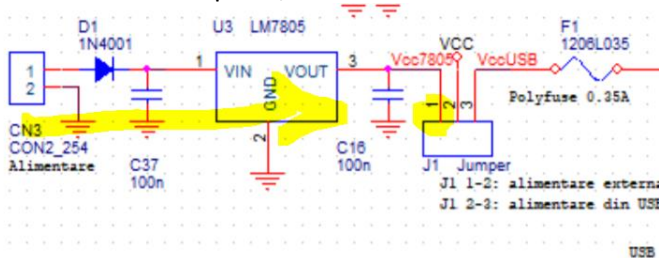 D1
1N4001
U3 LM7805
F1
1206L035
1
VIN
VOUT
3
Vcc7805
VCC
VccUSB
1
2
GND
Polyfuse 0.35A
1
2
3
2
CN3
CON2_254
Alimentare
C37
100n
C16
100n
J1 Jumper
J1 1-2: alimentare externa
J1 2-3: alimentare din USB
USB